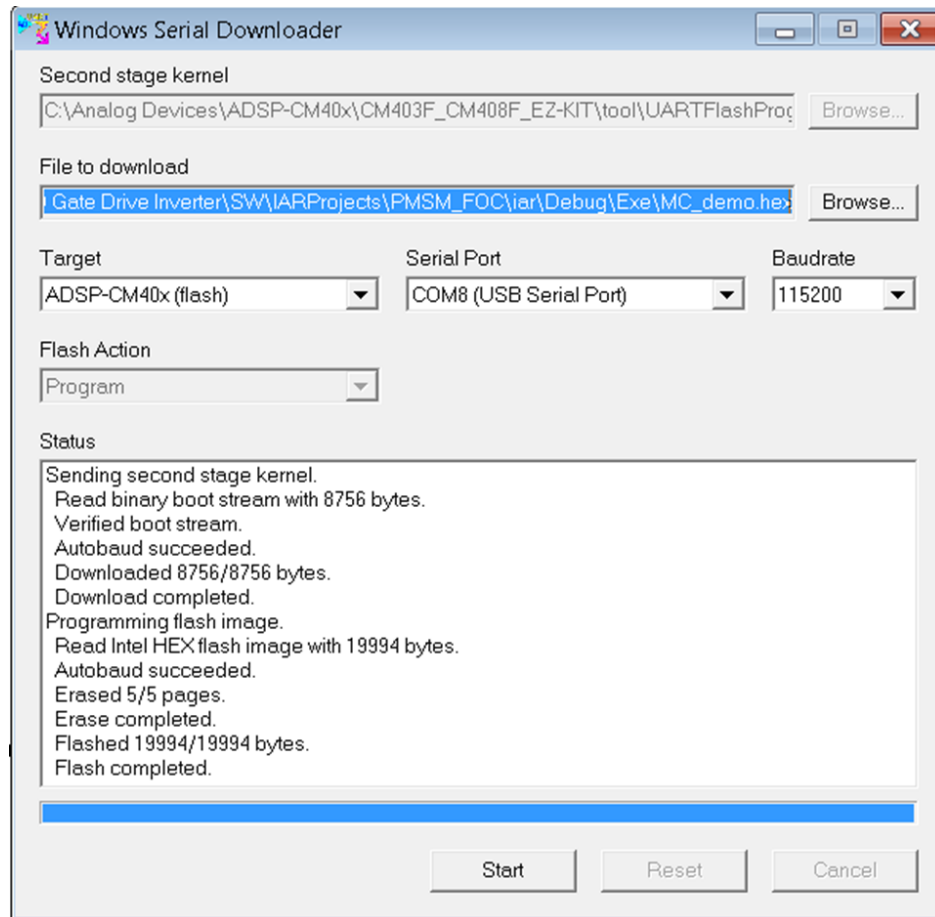 Windows Serial Downloader
Second stage kernel
C:\Analog Devices\ADSP-CM40x\CM403F_CM408F_EZ-KIT\tool\UARTFlashProg
Browse...
File to download
Gate Drive Inverter\SW\IARProjects\PMSM_FOC\iar\Debug\Exe\MC_demo.hex
Browse...
Target
Serial Port
Baudrate
ADSP-CM40x (flash)
COM8 (USB Serial Port)
115200
Flash Action
Program
Status
Sending second stage kernel.
Read binary boot stream with 8756 bytes.
Verified boot stream.
Autobaud succeeded.
Downloaded 8756/8756 bytes.
Download completed.
Programming flash image.
Read Intel HEX flash image with 19994 bytes.
Autobaud succeeded.
Erased 5/5 pages.
Erase completed.
Flashed 19994/19994 bytes.
Flash completed.
Start
Reset
Cancel